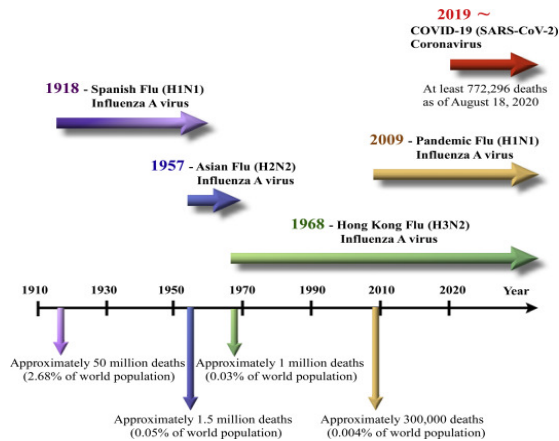 2019 ~
COVID-19 (SARS-CoV-2)
Coronavirus
At least 772,296 deaths
as of August 18, 2020
1918 - Spanish Flu (H1N1)
Influenza A virus
2009 - Pandemic Flu (H1N1)
Influenza A virus
1957 - Asian Flu (H2N2)
Influenza A virus
1968 - Hong Kong Flu (H3N2)
Influenza A virus
1910 1930 1950 1970 1990 2010 2020 Year
Approximately 50 million deaths
(2.68% of world population)
Approximately 1 million deaths
(0.03% of world population)
Approximately 1.5 million deaths
(0.05% of world population)
Approximately 300,000 deaths
(0.004% of world population)